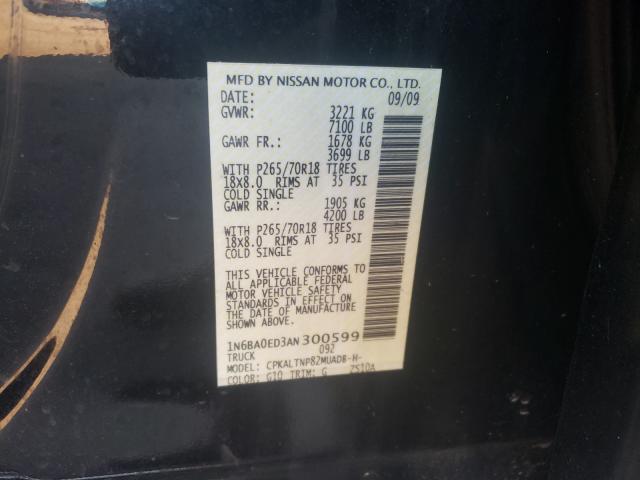 MFD BY NISSAN MOTOR CO., LTD.
DATE: 09/09
GVWR: 3221 KG
7100 LB
GAWR FR.: 1678 KG
3699 LB
WITH P265/70R18 TIRES
18X8.0 RIMS AT 35 PSI
COLD SINGLE
GAWR RR.: 1905 KG
4200 LB
WITH P265/70R18 TIRES
18X8.0 RIMS AT 35 PSI
COLD SINGLE
THIS VEHICLE CONFORMS TO
ALL APPLICABLE FEDERAL
MOTOR VEHICLE SAFETY
STANDARDS IN EFFECT ON
THE DATE OF MANUFACTURE
SHOWN ABOVE.
1N6BA0ED3AN300599
TRUCK 092
MODEL: CPKALTNP82MUADB-H-
COLOR: G10 TRIM: G ZS10A